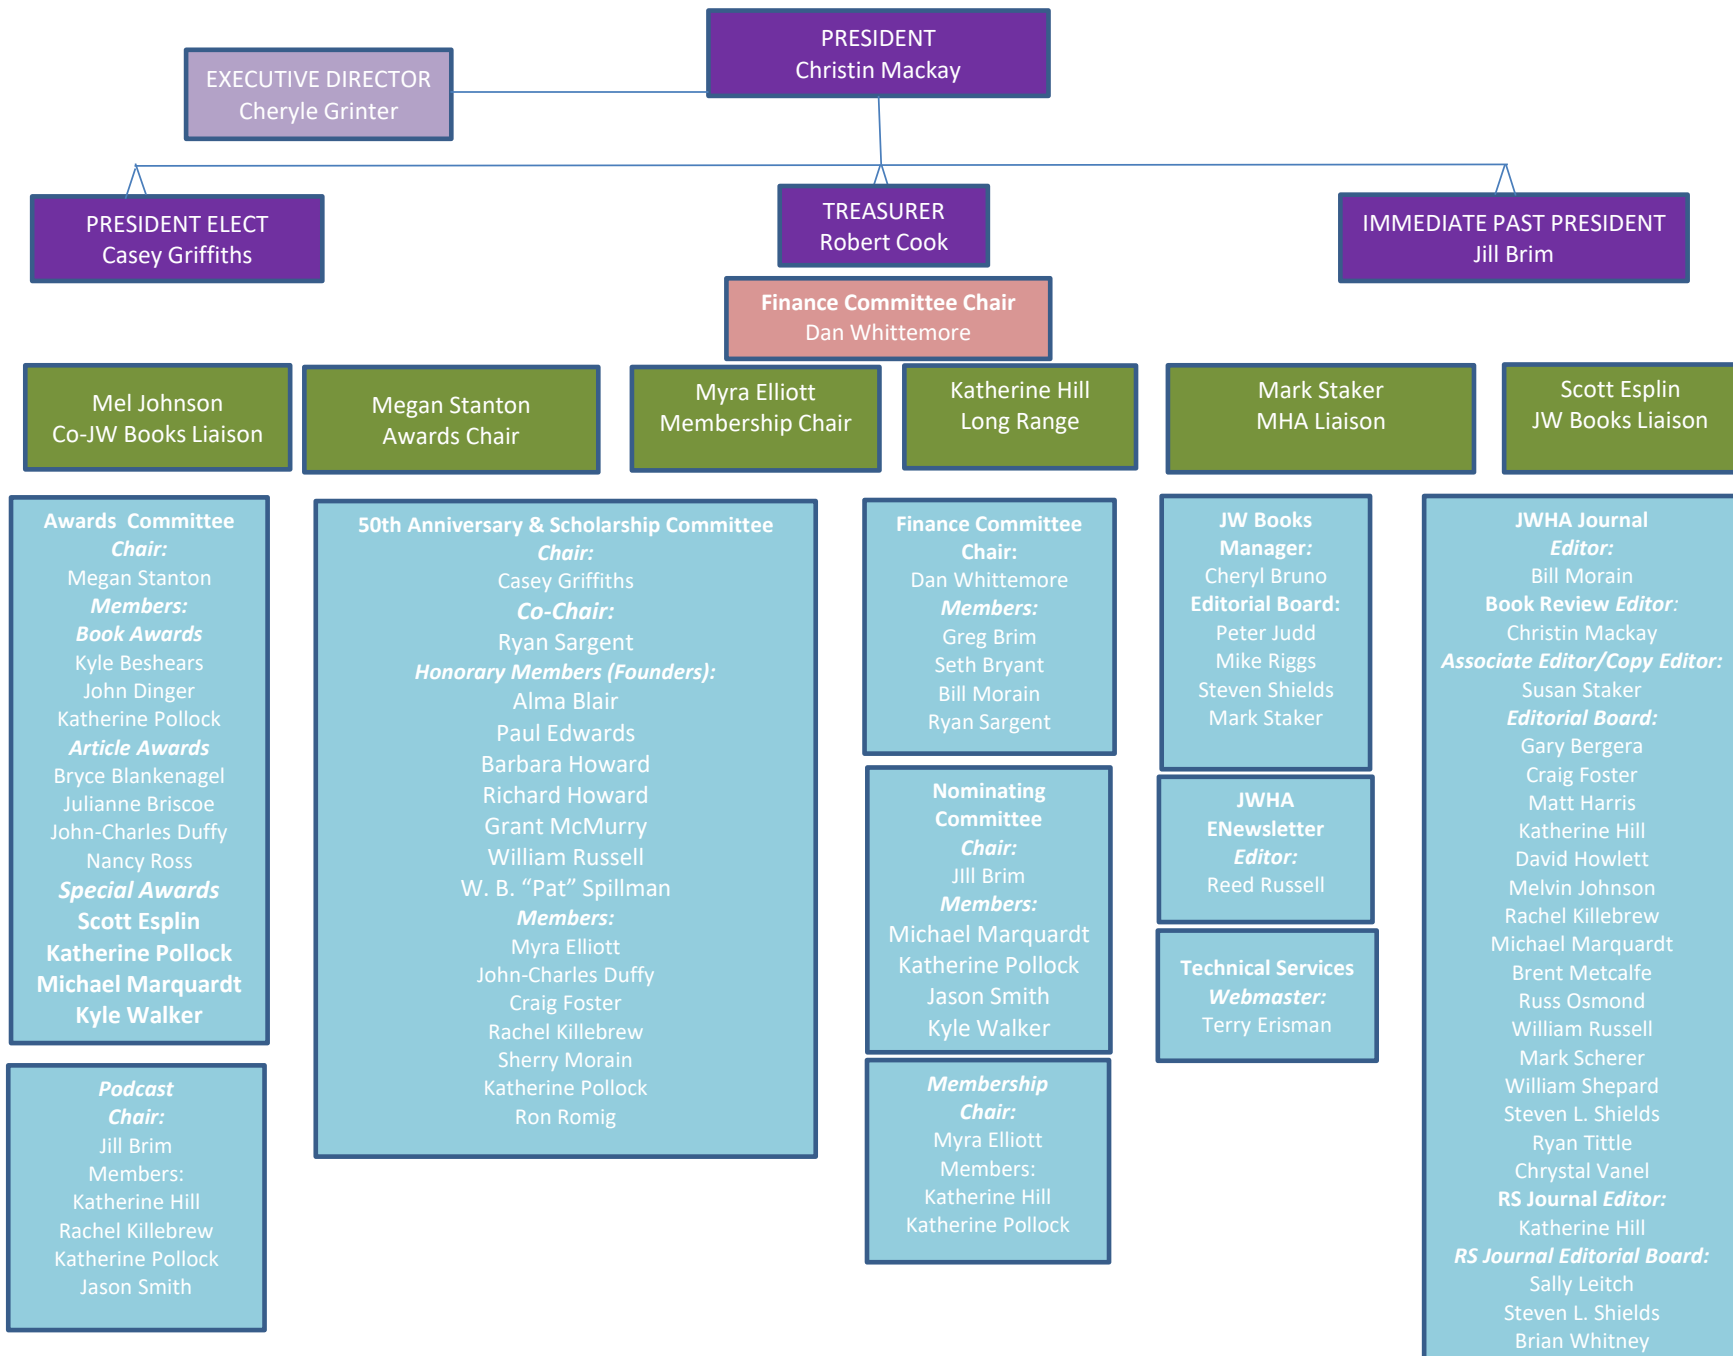 PRESIDENT
Christin Mackay
EXECUTIVE DIRECTOR
Cheryle Grinter
PRESIDENT ELECT
Casey Griffiths
TREASURER
Robert Cook
IMMEDIATE PAST PRESIDENT
Jill Brim
Finance Committee Chair
Dan Whittemore
Mel Johnson
Co-JW Books Liaison
Megan Stanton
Awards Chair
Myra Elliott
Membership Chair
Katherine Hill
Long Range
Mark Staker
MHA Liaison
Scott Esplin
JW Books Liaison
Awards Committee
Chair:
Megan Stanton
Members:
Book Awards
Kyle Beshears
John Dinger
Katherine Pollock
Article Awards
Bryce Blankenagel
Julianne Briscoe
John-Charles Duffy
Nancy Ross
Special Awards
Scott Esplin
Katherine Pollock
Michael Marquardt
Kyle Walker
Podcast
Chair:
Jill Brim
Members:
Katherine Hill
Rachel Killebrew
Katherine Pollock
Jason Smith
50th Anniversary & Scholarship Committee
Chair:
Casey Griffiths
Co-Chair:
Ryan Sargent
Honorary Members (Founders):
Alma Blair
Paul Edwards
Barbara Howard
Richard Howard
Grant McMurry
William Russell
W. B. “Pat” Spillman
Members:
Myra Elliott
John-Charles Duffy
Craig Foster
Rachel Killebrew
Sherry Morain
Katherine Pollock
Ron Romig
Finance Committee
Chair:
Dan Whittemore
Members:
Greg Brim
Seth Bryant
Bill Morain
Ryan Sargent
Nominating
Committee
Chair:
JIll Brim
Members:
Michael Marquardt
Katherine Pollock
Jason Smith
Kyle Walker
Membership
Chair:
Myra Elliott
Members:
Katherine Hill
Katherine Pollock
JW Books
Manager:
Cheryl Bruno
Editorial Board:
Peter Judd
Mike Riggs
Steven Shields
Mark Staker
JWHA
ENewsletter
Editor:
Reed Russell
Technical Services
Webmaster:
Terry Erisman
JWHA Journal
Editor:
Bill Morain
Book Review Editor:
Christin Mackay
Associate Editor/Copy Editor:
Susan Staker
Editorial Board:
Gary Bergera
Craig Foster
Matt Harris
Katherine Hill
David Howlett
Melvin Johnson
Rachel Killebrew
Michael Marquardt
Brent Metcalfe
Russ Osmond
William Russell
Mark Scherer
William Shepard
Steven L. Shields
Ryan Tittle
Chrystal Vanel
RS Journal Editor:
Katherine Hill
RS Journal Editorial Board:
Sally Leitch
Steven L. Shields
Brian Whitney